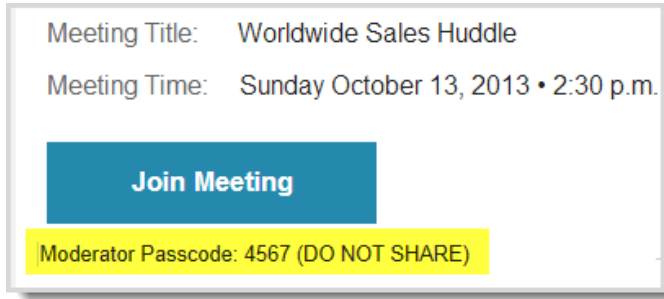 Meeting Title: Worldwide Sales Huddle
Meeting Time: Sunday October 13, 2013 • 2:30 p.m.
Join Meeting
Moderator Passcode: 4567 (DO NOT SHARE)